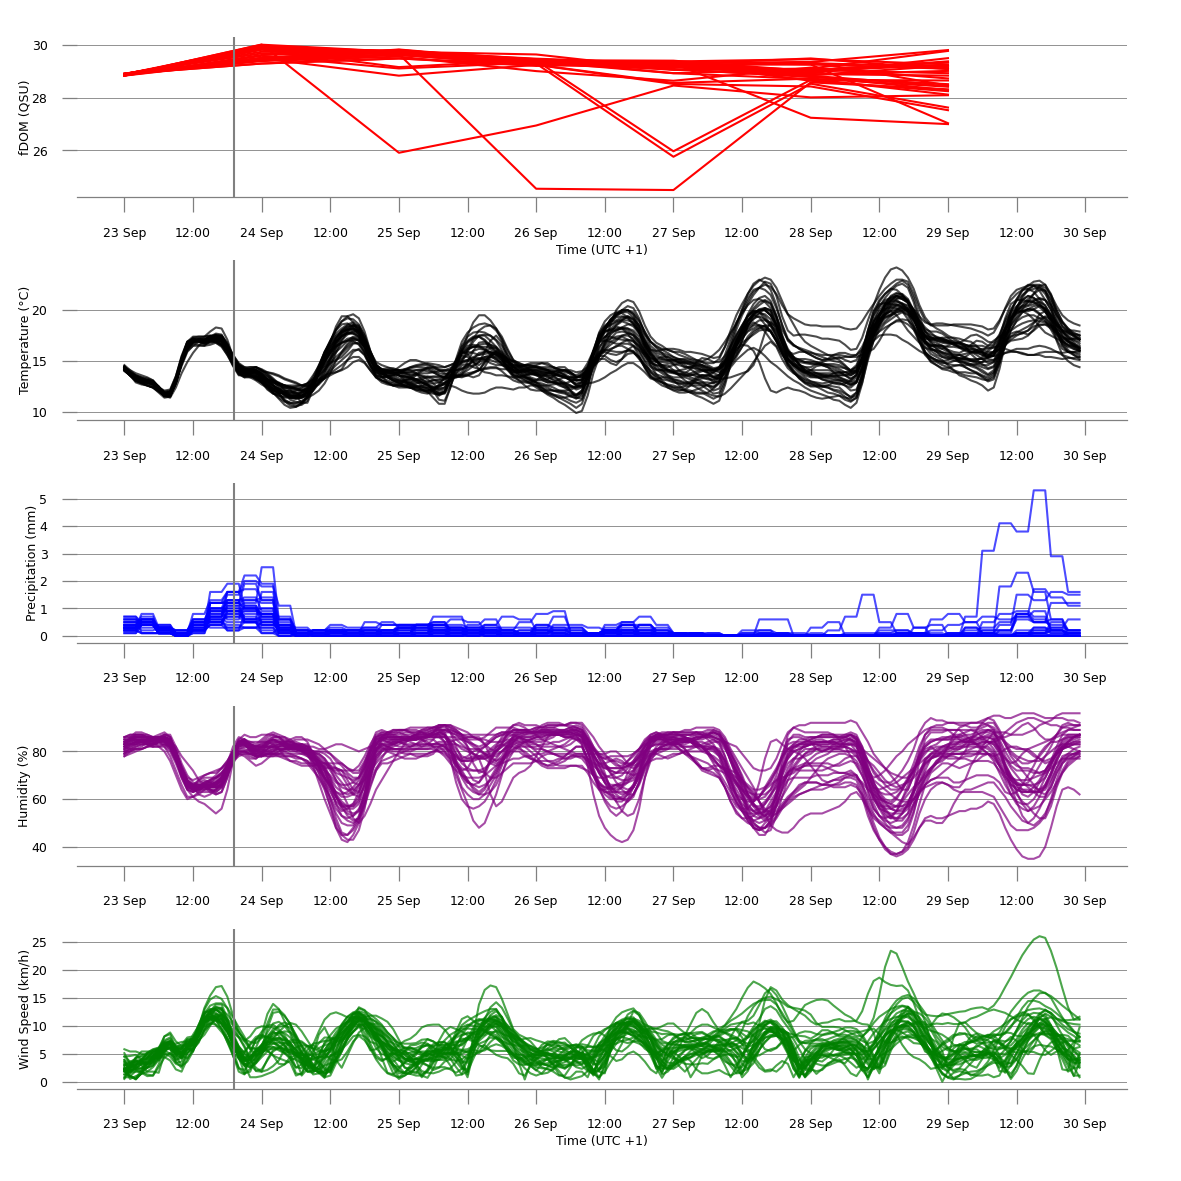 fDOM (QSU)
30
28
26
23 Sep 12:00 24 Sep 12:00 25 Sep 12:00 26 Sep 12:00 27 Sep 12:00 28 Sep 12:00 29 Sep 12:00 30 Sep
Time (UTC +1)
Temperature (°C)
20
15
10
23 Sep 12:00 24 Sep 12:00 25 Sep 12:00 26 Sep 12:00 27 Sep 12:00 28 Sep 12:00 29 Sep 12:00 30 Sep
Precipitation (mm)
5
4
3
2
1
0
23 Sep 12:00 24 Sep 12:00 25 Sep 12:00 26 Sep 12:00 27 Sep 12:00 28 Sep 12:00 29 Sep 12:00 30 Sep
Humidity (%)
80
60
40
23 Sep 12:00 24 Sep 12:00 25 Sep 12:00 26 Sep 12:00 27 Sep 12:00 28 Sep 12:00 29 Sep 12:00 30 Sep
Wind Speed (km/h)
25
20
15
10
5
0
23 Sep 12:00 24 Sep 12:00 25 Sep 12:00 26 Sep 12:00 27 Sep 12:00 28 Sep 12:00 29 Sep 12:00 30 Sep
Time (UTC +1)